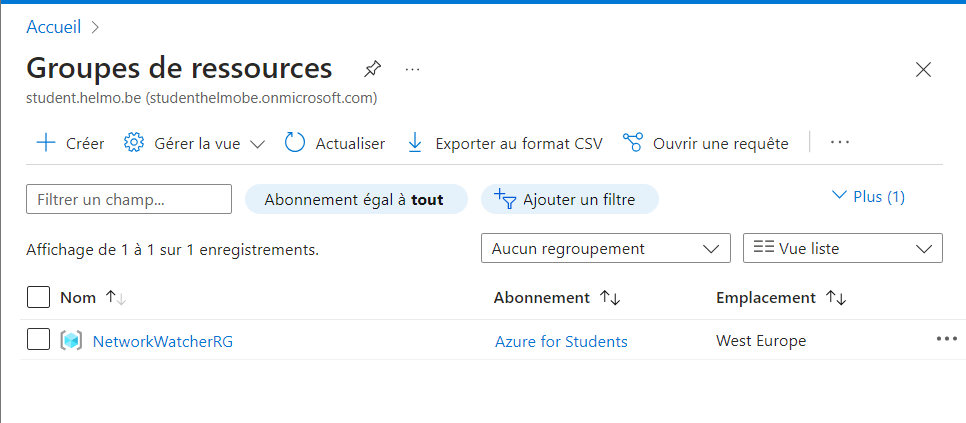 Accueil
Groupes de ressources
student.helmo.be (studenthelmobe.onmicrosoft.com)
Créer Gérer la vue Actualiser Exporter au format CSV Ouvrir une requête
Filtrer un champ... Abonnement égal à tout Ajouter un filtre Plus (1)
Affichage de 1 à 1 sur 1 enregistrements. Aucun regroupement Vue liste
Nom Abonnement Emplacement
NetworkWatcherRG Azure for Students West Europe